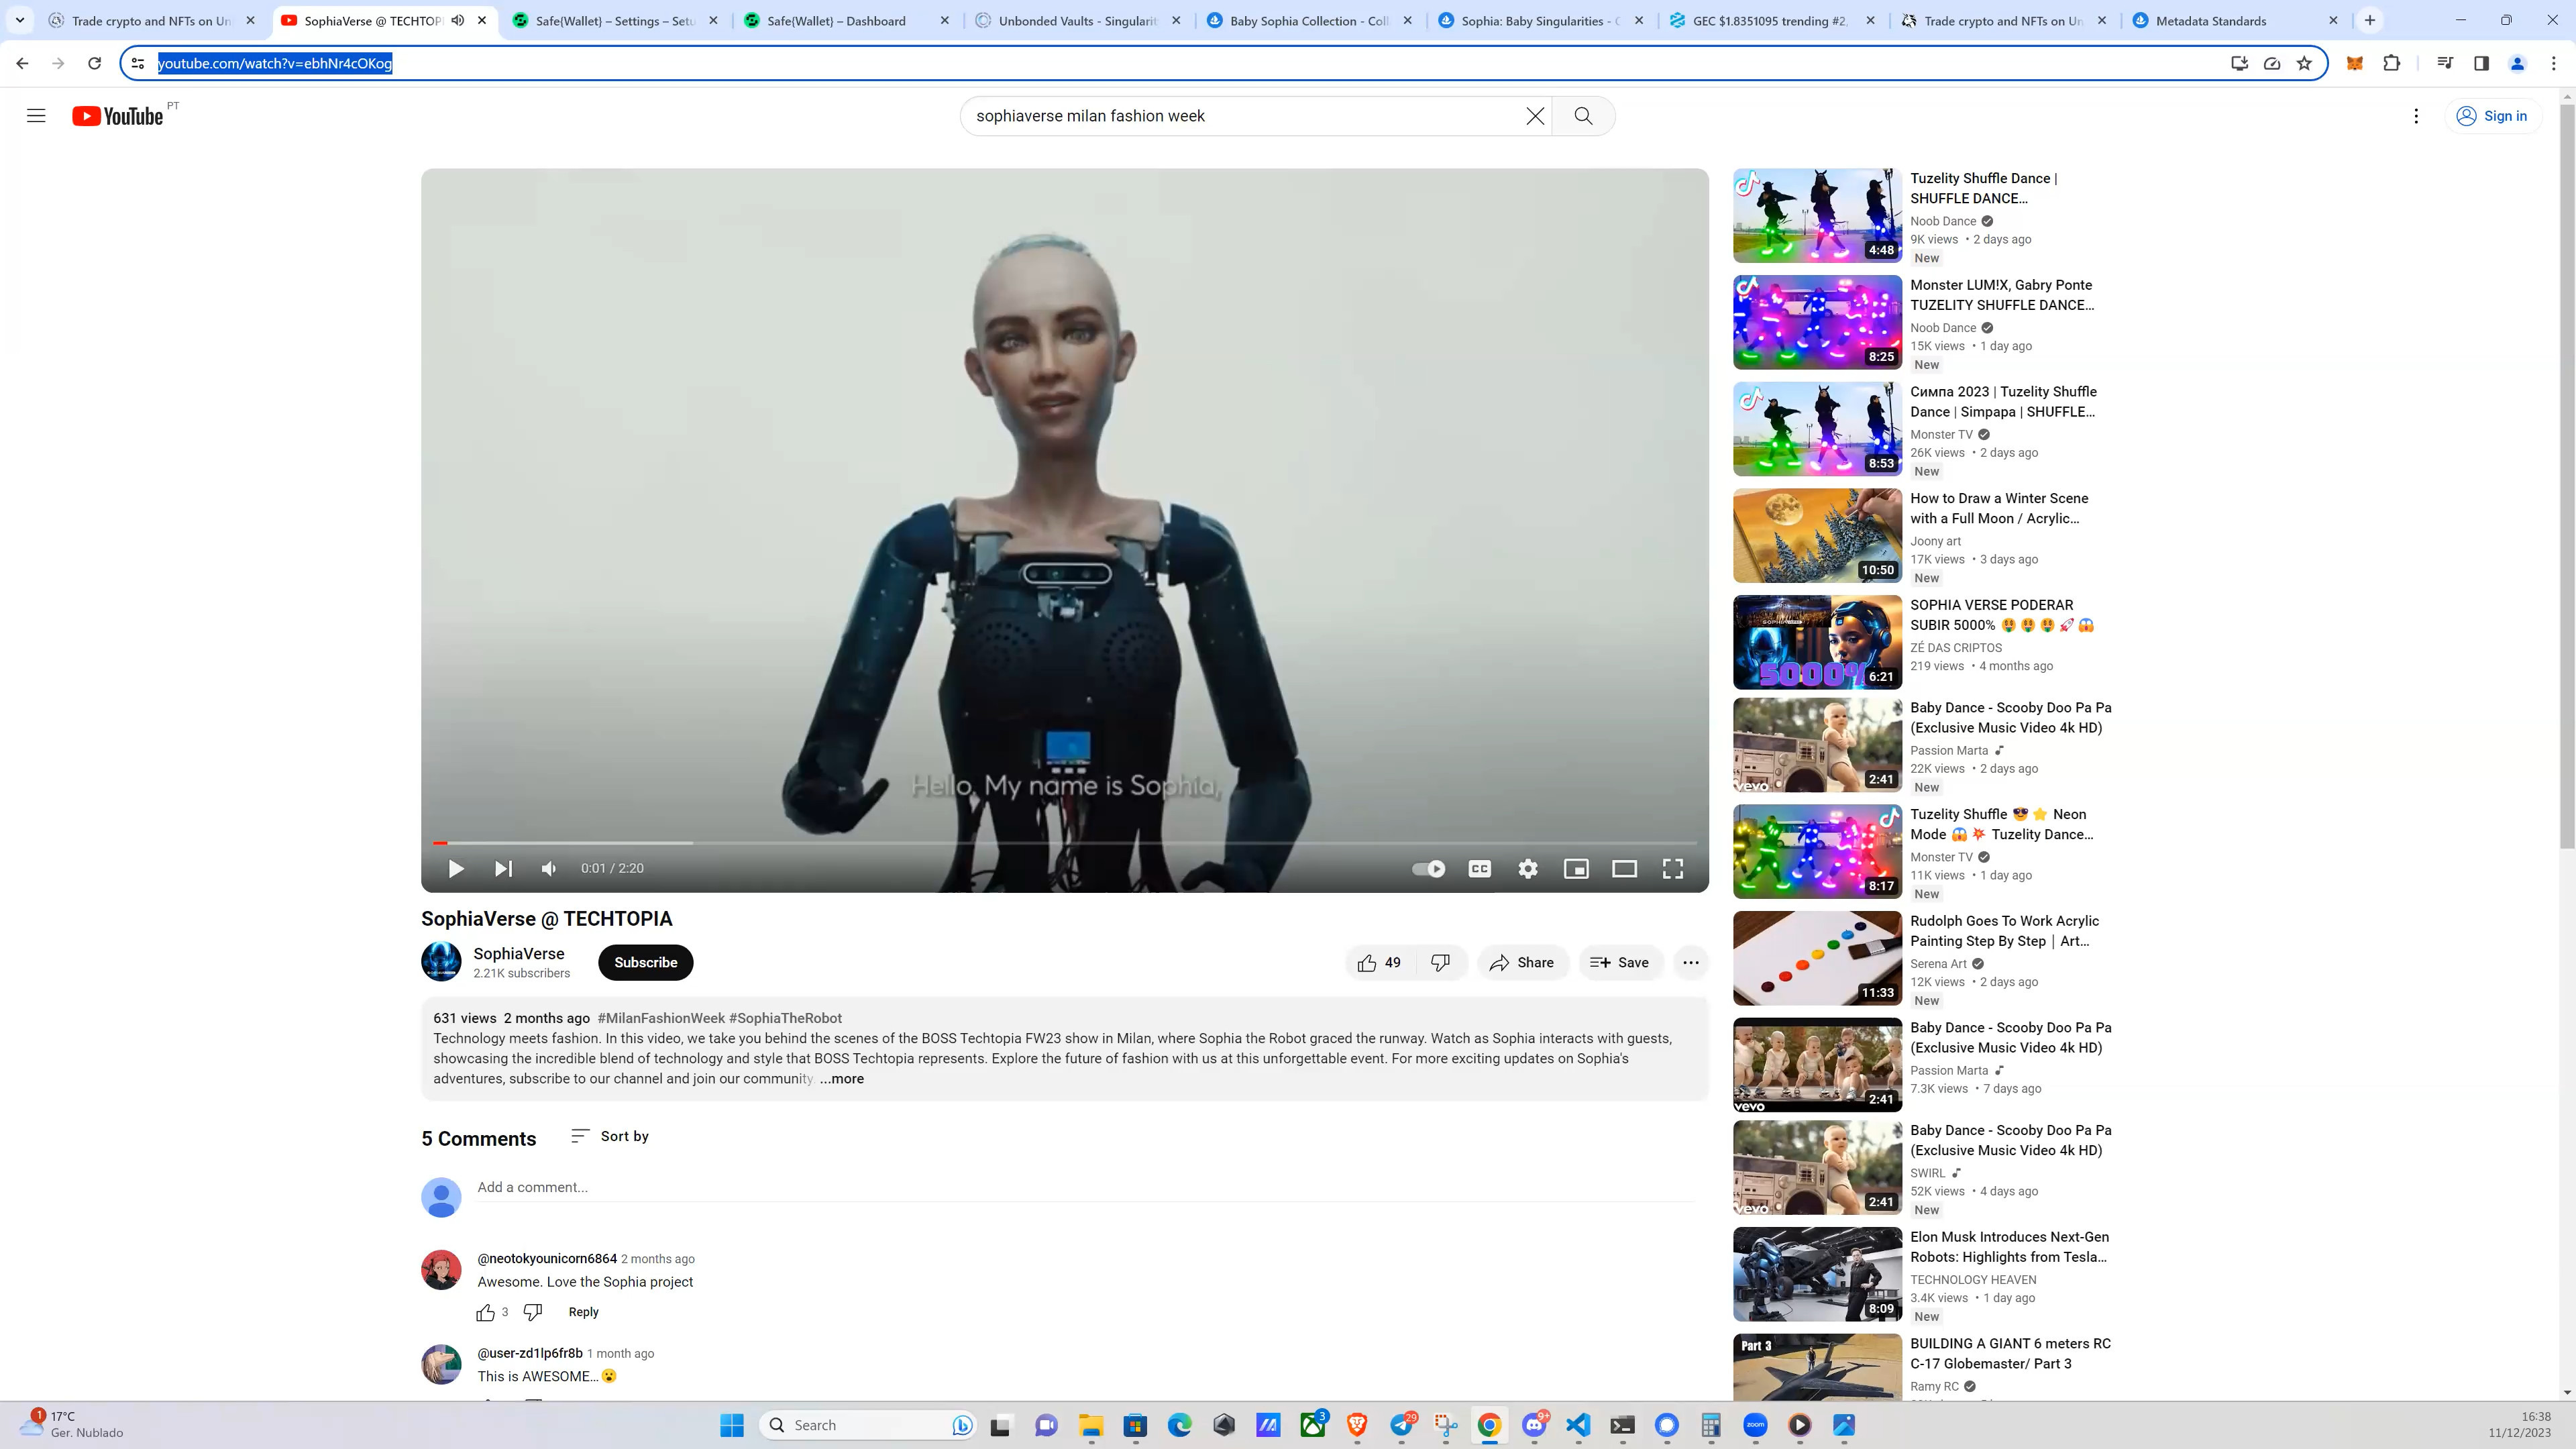 Trade crypto and NFTs on Un
SophiaVerse @ TECHTOPI
Safe{Wallet} – Settings – Setu
Safe{Wallet} – Dashboard
Unbonded Vaults - Singularit
Baby Sophia Collection - Coll
Sophia: Baby Singularities - C
GEC $1.8351095 trending #2,
Trade crypto and NFTs on Un
Metadata Standards
youtube.com/watch?v=ebhNr4cOKog
YouTube PT
sophiaverse milan fashion week
Sign in
Hello. My name is Sophia,
0:01 / 2:20
CC
SophiaVerse @ TECHTOPIA
SophiaVerse
2.21K subscribers
Subscribe
49
Share
Save
631 views 2 months ago #MilanFashionWeek #SophiaTheRobot
Technology meets fashion. In this video, we take you behind the scenes of the BOSS Techtopia FW23 show in Milan, where Sophia the Robot graced the runway. Watch as Sophia interacts with guests,
showcasing the incredible blend of technology and style that BOSS Techtopia represents. Explore the future of fashion with us at this unforgettable event. For more exciting updates on Sophia's
adventures, subscribe to our channel and join our community. ...more
5 Comments
Sort by
Add a comment...
@neotokyounicorn6864 2 months ago
Awesome. Love the Sophia project
3
Reply
@user-zd1lp6fr8b 1 month ago
This is AWESOME...😮
4:48
Tuzelity Shuffle Dance |
SHUFFLE DANCE...
Noob Dance
9K views • 2 days ago
New
8:25
Monster LUM!X, Gabry Ponte
TUZELITY SHUFFLE DANCE...
Noob Dance
15K views • 1 day ago
New
8:53
Симпа 2023 | Tuzelity Shuffle
Dance | Simpapa | SHUFFLE...
Monster TV
26K views • 2 days ago
New
10:50
How to Draw a Winter Scene
with a Full Moon / Acrylic...
Joony art
17K views • 3 days ago
New
5000%
6:21
SOPHIA VERSE PODERAR
SUBIR 5000% 🤑 🤑 🤑 🚀 😱
ZÉ DAS CRIPTOS
219 views • 4 months ago
vevo
2:41
Baby Dance - Scooby Doo Pa Pa
(Exclusive Music Video 4k HD)
Passion Marta
22K views • 2 days ago
New
8:17
Tuzelity Shuffle 😎 ⭐ Neon
Mode 😱 💥 Tuzelity Dance...
Monster TV
11K views • 1 day ago
New
11:33
Rudolph Goes To Work Acrylic
Painting Step By Step | Art...
Serena Art
12K views • 2 days ago
New
vevo
2:41
Baby Dance - Scooby Doo Pa Pa
(Exclusive Music Video 4k HD)
Passion Marta
7.3K views • 7 days ago
vevo
2:41
Baby Dance - Scooby Doo Pa Pa
(Exclusive Music Video 4k HD)
SWIRL
52K views • 4 days ago
New
8:09
Elon Musk Introduces Next-Gen
Robots: Highlights from Tesla...
TECHNOLOGY HEAVEN
3.4K views • 1 day ago
New
Part 3
BUILDING A GIANT 6 meters RC
C-17 Globemaster/ Part 3
Ramy RC
1
17°C
Ger. Nublado
Search
3
29
9+
zoom
16:38
11/12/2023